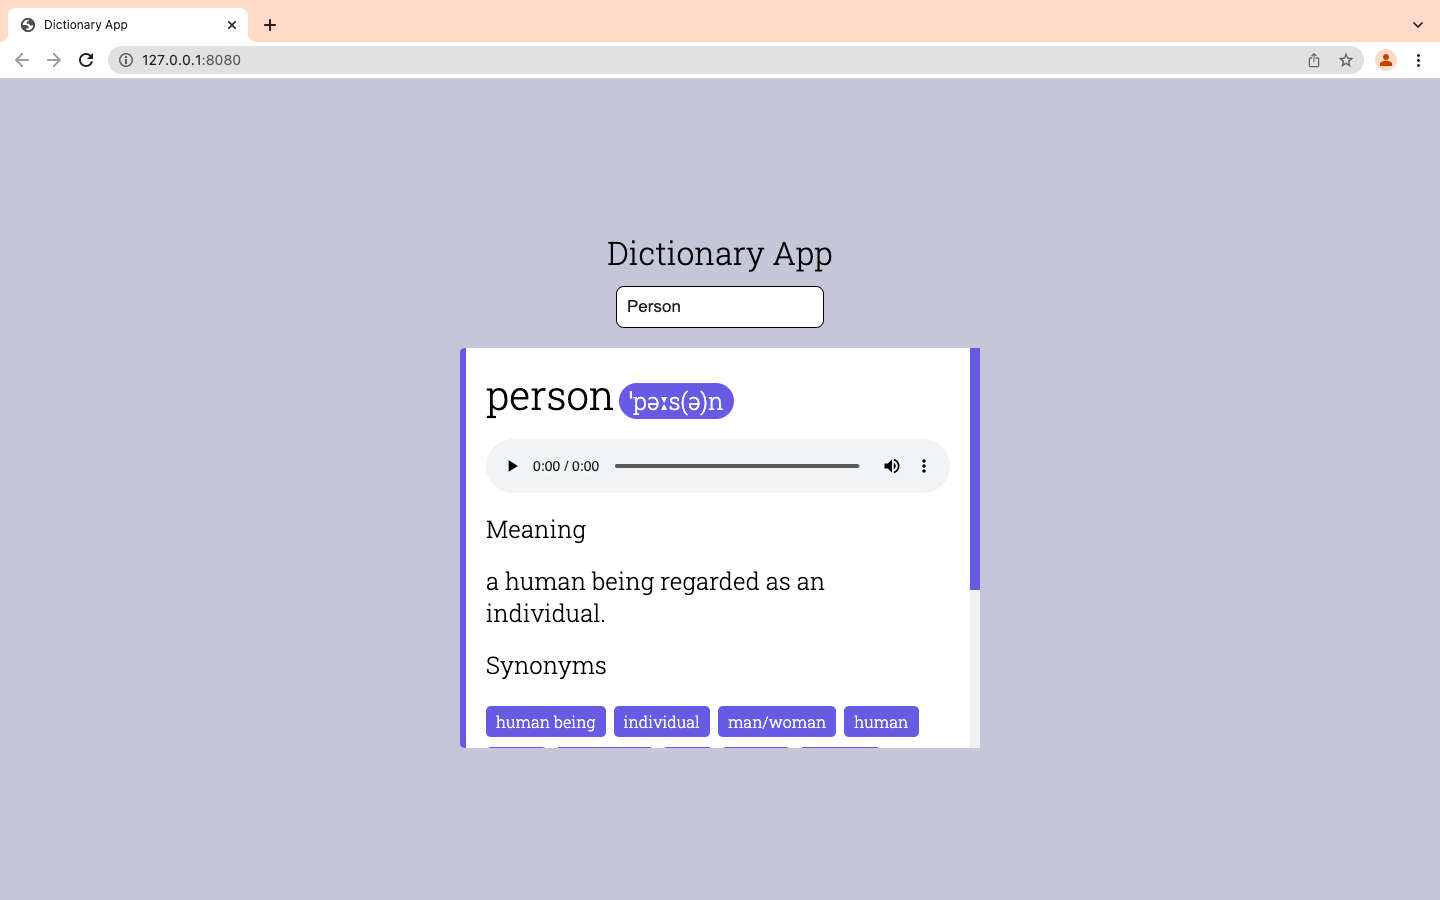 Dictionary App
127.0.0.1:8080
Dictionary App
Person
person ˈpəːs(ə)n
0:00 / 0:00
Meaning
a human being regarded as an
individual.
Synonyms
human being individual man/woman human